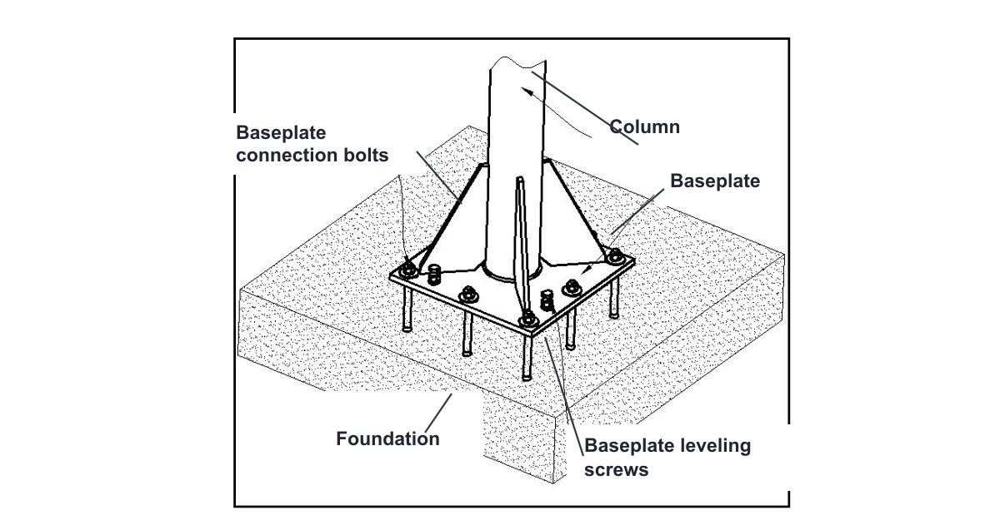 Column
Baseplate
connection bolts
Baseplate
Foundation
Baseplate leveling
screws